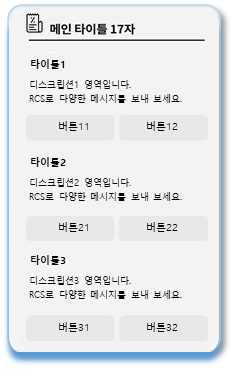 메인 타이틀 17자
타이틀1
디스크립션1 영역입니다.
RCS로 다양한 메시지를 보내 보세요.
버튼11 버튼12
타이틀2
디스크립션2 영역입니다.
RCS로 다양한 메시지를 보내 보세요.
버튼21 버튼22
타이틀3
디스크립션3 영역입니다.
RCS로 다양한 메시지를 보내 보세요.
버튼31 버튼32